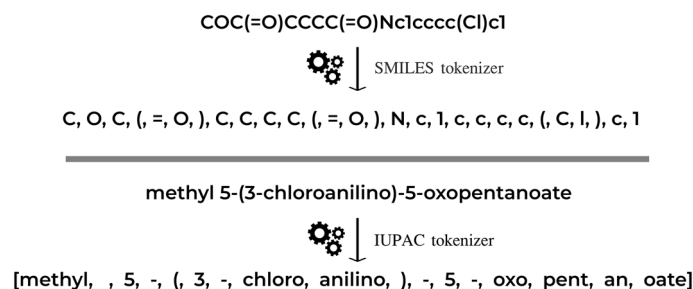 COC(=O)CCCC(=O)Nc1cccc(Cl)c1
SMILES tokenizer
C, O, C, (, =, O, ), C, C, C, C, (, =, O, ), N, c, 1, c, c, c, c, (, C, l, ), c, 1
methyl 5-(3-chloroanilino)-5-oxopentanoate
IUPAC tokenizer
[methyl, , 5, -, (, 3, -, chloro, anilino, ), -, 5, -, oxo, pent, an, oate]